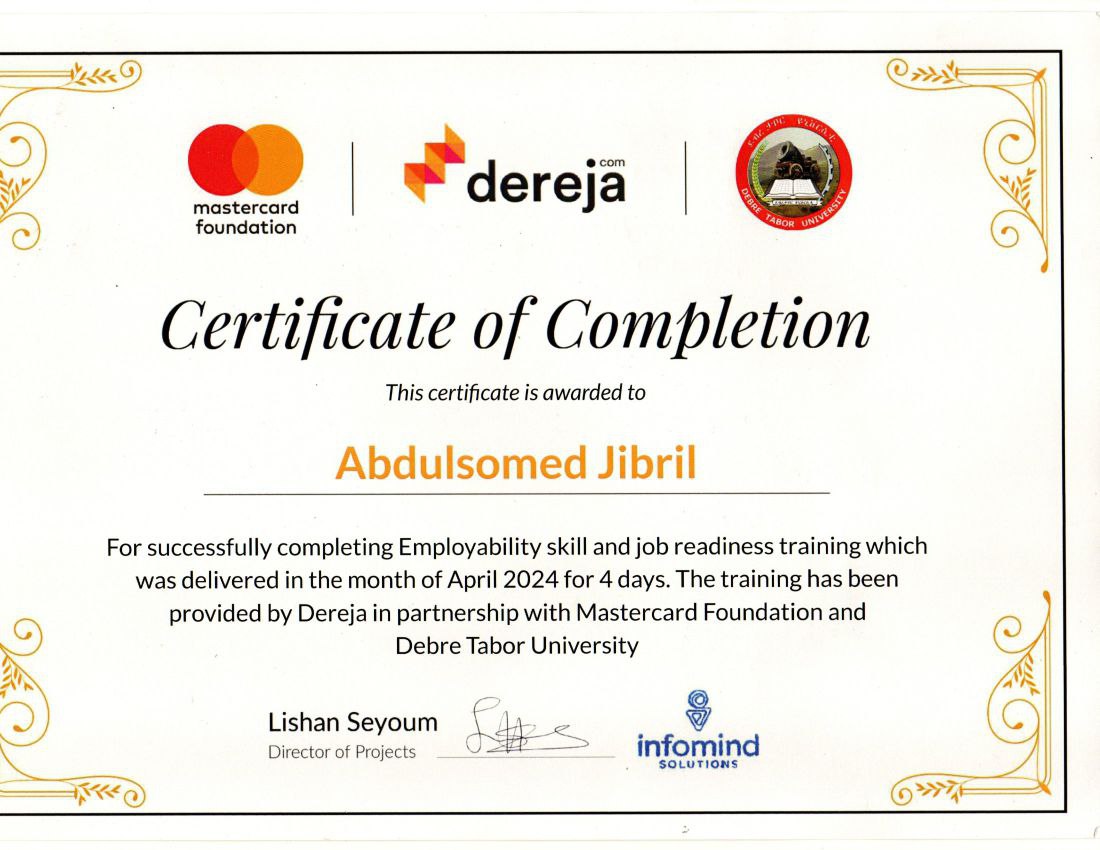 mastercard
foundation
dereja.com
ደብረ ታቦር ዩኒቨርሲቲ
DEBRE TABOR UNIVERSITY
Certificate of Completion
This certificate is awarded to
Abdulsomed Jibril
For successfully completing Employability skill and job readiness training which
was delivered in the month of April 2024 for 4 days. The training has been
provided by Dereja in partnership with Mastercard Foundation and
Debre Tabor University
Lishan Seyoum
Director of Projects
infomind
SOLUTIONS